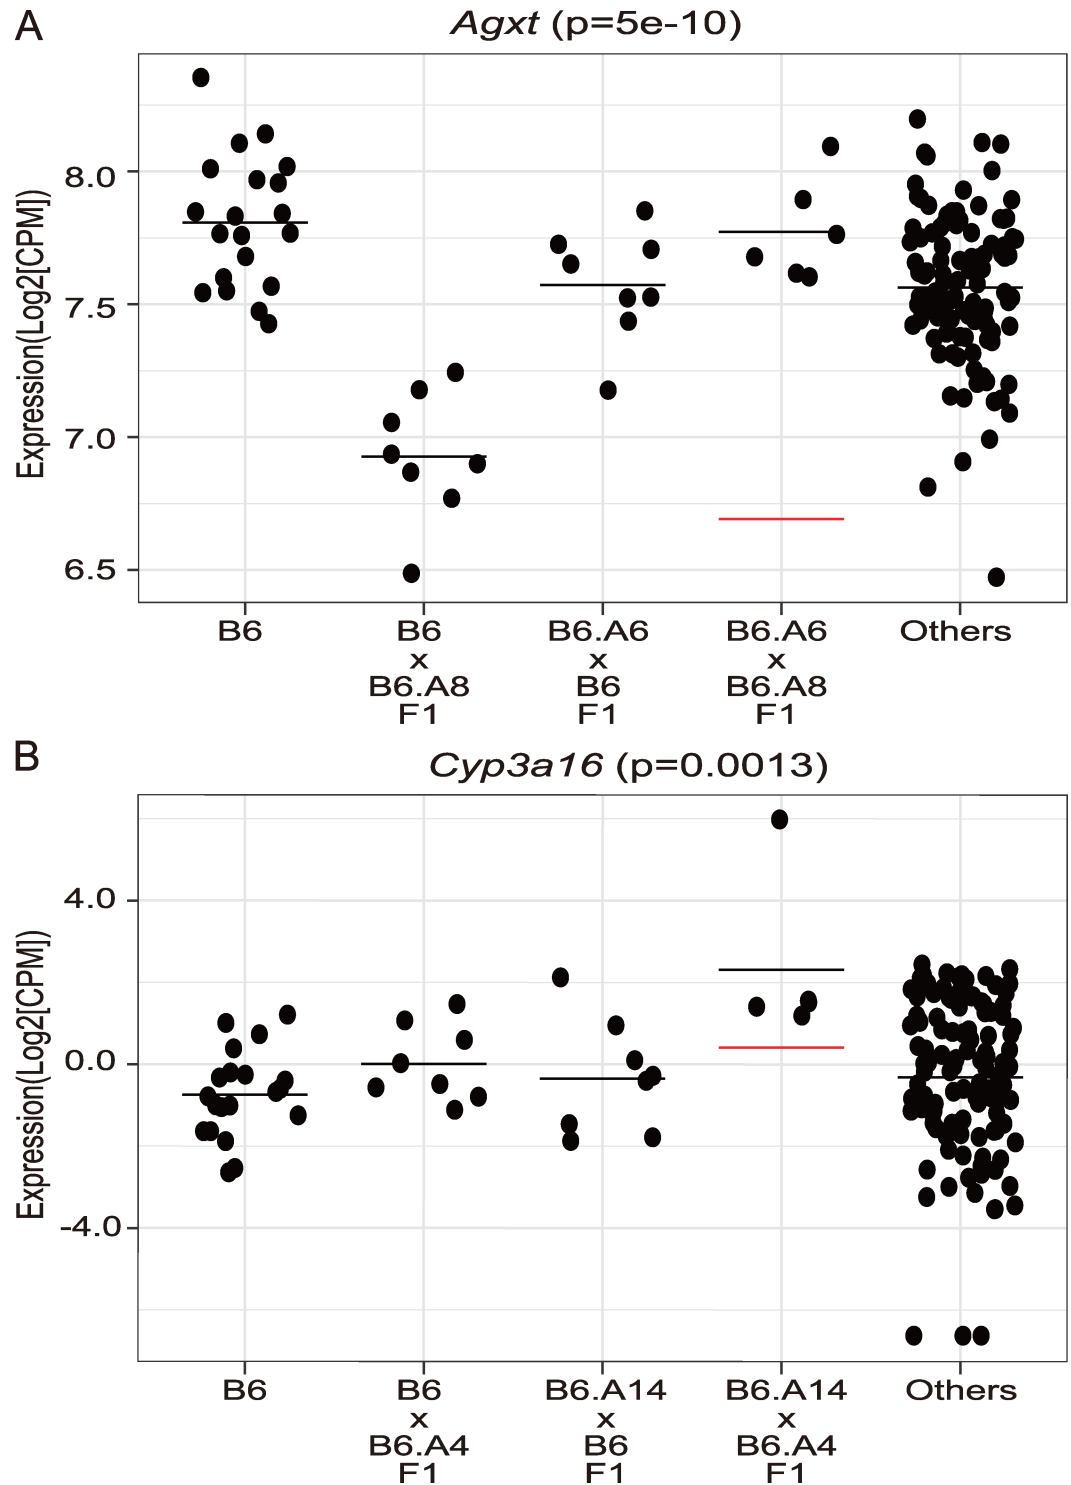 A
Agxt (p=5e-10)
Expression(Log2[CPM])
8.0
7.5
7.0
6.5
B6
B6
x
B6.A8
F1
B6.A6
x
B6
F1
B6.A6
x
B6.A8
F1
Others
B
Cyp3a16 (p=0.0013)
Expression(Log2[CPM])
4.0
0.0
-4.0
B6
B6
x
B6.A4
F1
B6.A14
x
B6
F1
B6.A14
x
B6.A4
F1
Others